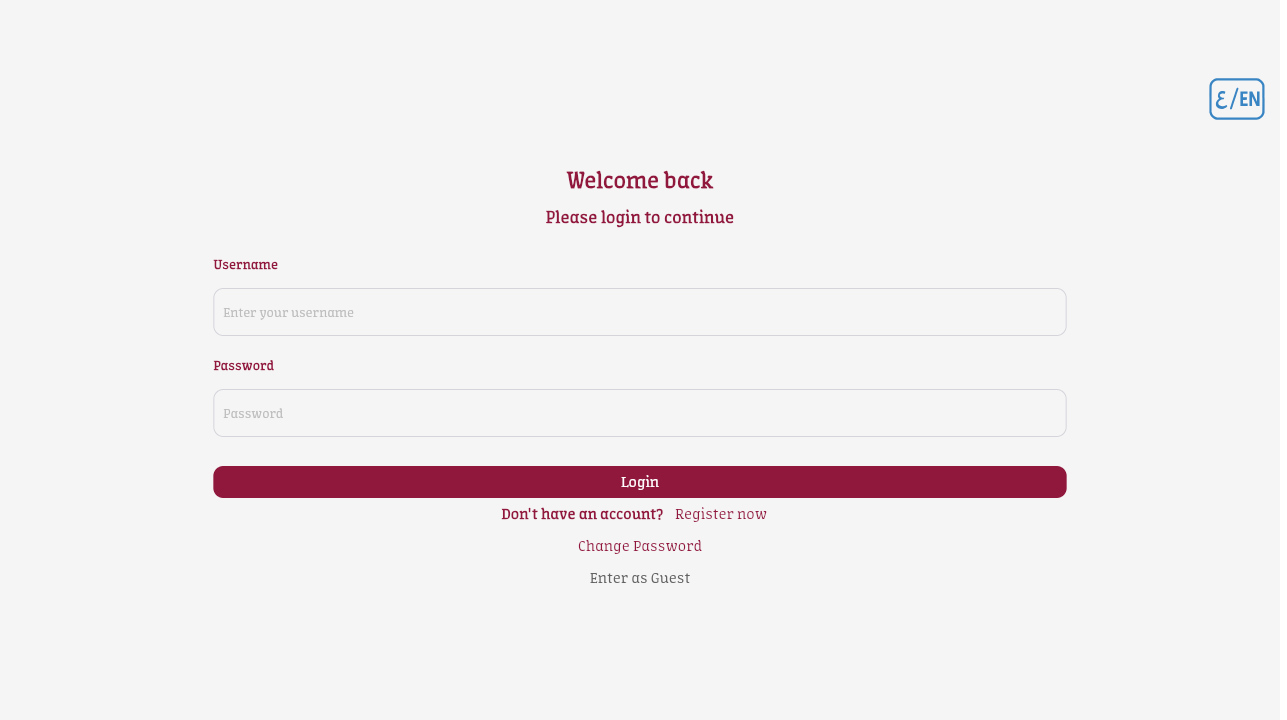 ع/EN
Welcome back
Please login to continue
Username
Enter your username
Password
Password
Login
Don't have an account? Register now
Change Password
Enter as Guest